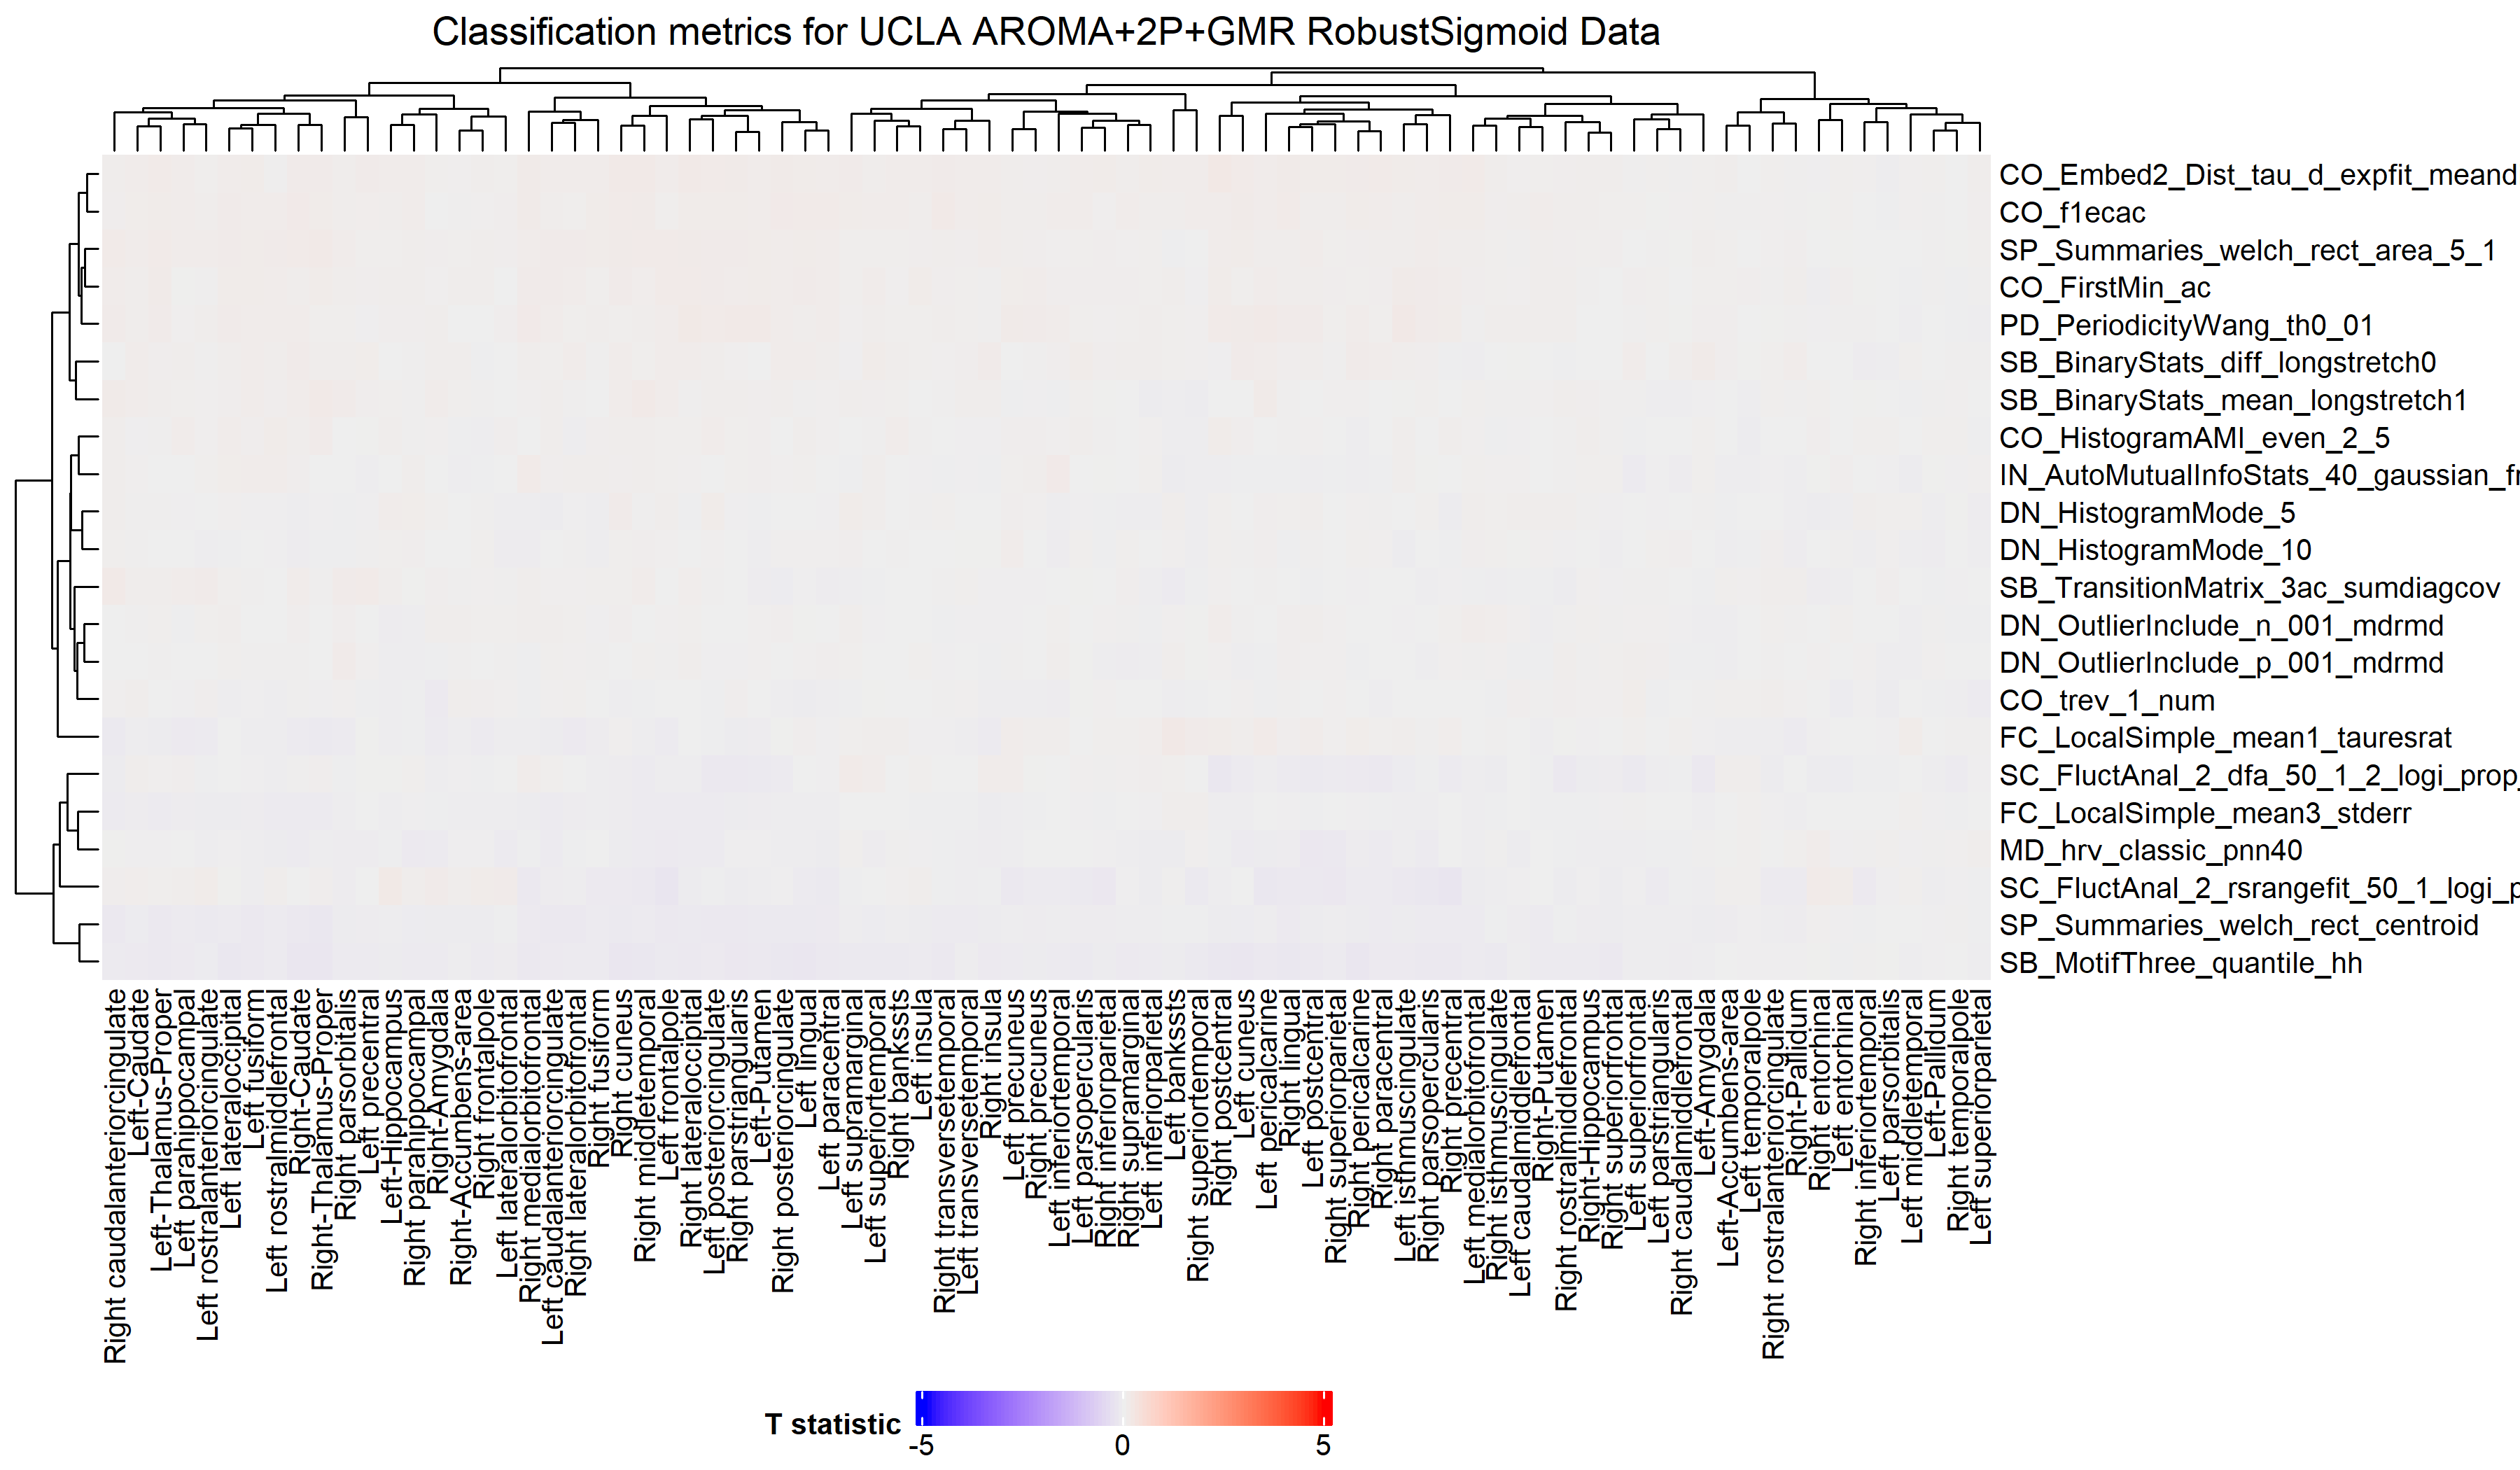 Classification metrics for UCLA AROMA+2P+GMR RobustSigmoid Data
CO_Embed2_Dist_tau_d_expfit_meand
CO_f1ecac
SP_Summaries_welch_rect_area_5_1
CO_FirstMin_ac
PD_PeriodicityWang_th0_01
SB_BinaryStats_diff_longstretch0
SB_BinaryStats_mean_longstretch1
CO_HistogramAMI_even_2_5
IN_AutoMutualInfoStats_40_gaussian_fr
DN_HistogramMode_5
DN_HistogramMode_10
SB_TransitionMatrix_3ac_sumdiagcov
DN_OutlierInclude_n_001_mdrmd
DN_OutlierInclude_p_001_mdrmd
CO_trev_1_num
FC_LocalSimple_mean1_tauresrat
SC_FluctAnal_2_dfa_50_1_2_logi_prop_
FC_LocalSimple_mean3_stderr
MD_hrv_classic_pnn40
SC_FluctAnal_2_rsrangefit_50_1_logi_p
SP_Summaries_welch_rect_centroid
SB_MotifThree_quantile_hh
Right caudalanteriorcingulate
Left-Caudate
Left-Thalamus-Proper
Left parahippocampal
Left rostralanteriorcingulate
Left lateraloccipital
Left fusiform
Left rostralmiddlefrontal
Right-Caudate
Right-Thalamus-Proper
Right parsorbitalis
Left precentral
Left-Hippocampus
Right parahippocampal
Right-Amygdala
Right-Accumbens-area
Right frontalpole
Left lateralorbitofrontal
Right medialorbitofrontal
Left caudalanteriorcingulate
Right lateralorbitofrontal
Right fusiform
Right cuneus
Right middletemporal
Left frontalpole
Right lateraloccipital
Left posteriorcingulate
Right parstriangularis
Left-Putamen
Right posteriorcingulate
Left lingual
Left paracentral
Left supramarginal
Left superiortemporal
Right bankssts
Left insula
Right transversetemporal
Left transversetemporal
Right insula
Left precuneus
Right precuneus
Left inferiortemporal
Left parsopercularis
Right inferiorparietal
Right supramarginal
Left inferiorparietal
Left bankssts
Right superiortemporal
Right postcentral
Left cuneus
Left pericalcarine
Right lingual
Left postcentral
Right superiorparietal
Right pericalcarine
Right paracentral
Left isthmuscingulate
Right parsopercularis
Right precentral
Left medialorbitofrontal
Right isthmuscingulate
Left caudalmiddlefrontal
Right-Putamen
Right rostralmiddlefrontal
Right-Hippocampus
Right superiorfrontal
Left superiorfrontal
Left parstriangularis
Right caudalmiddlefrontal
Left-Amygdala
Left-Accumbens-area
Left temporalpole
Right rostralanteriorcingulate
Right-Pallidum
Right entorhinal
Left entorhinal
Right inferiortemporal
Left parsorbitalis
Left middletemporal
Left-Pallidum
Right temporalpole
Left superiorparietal
T statistic
-5
0
5